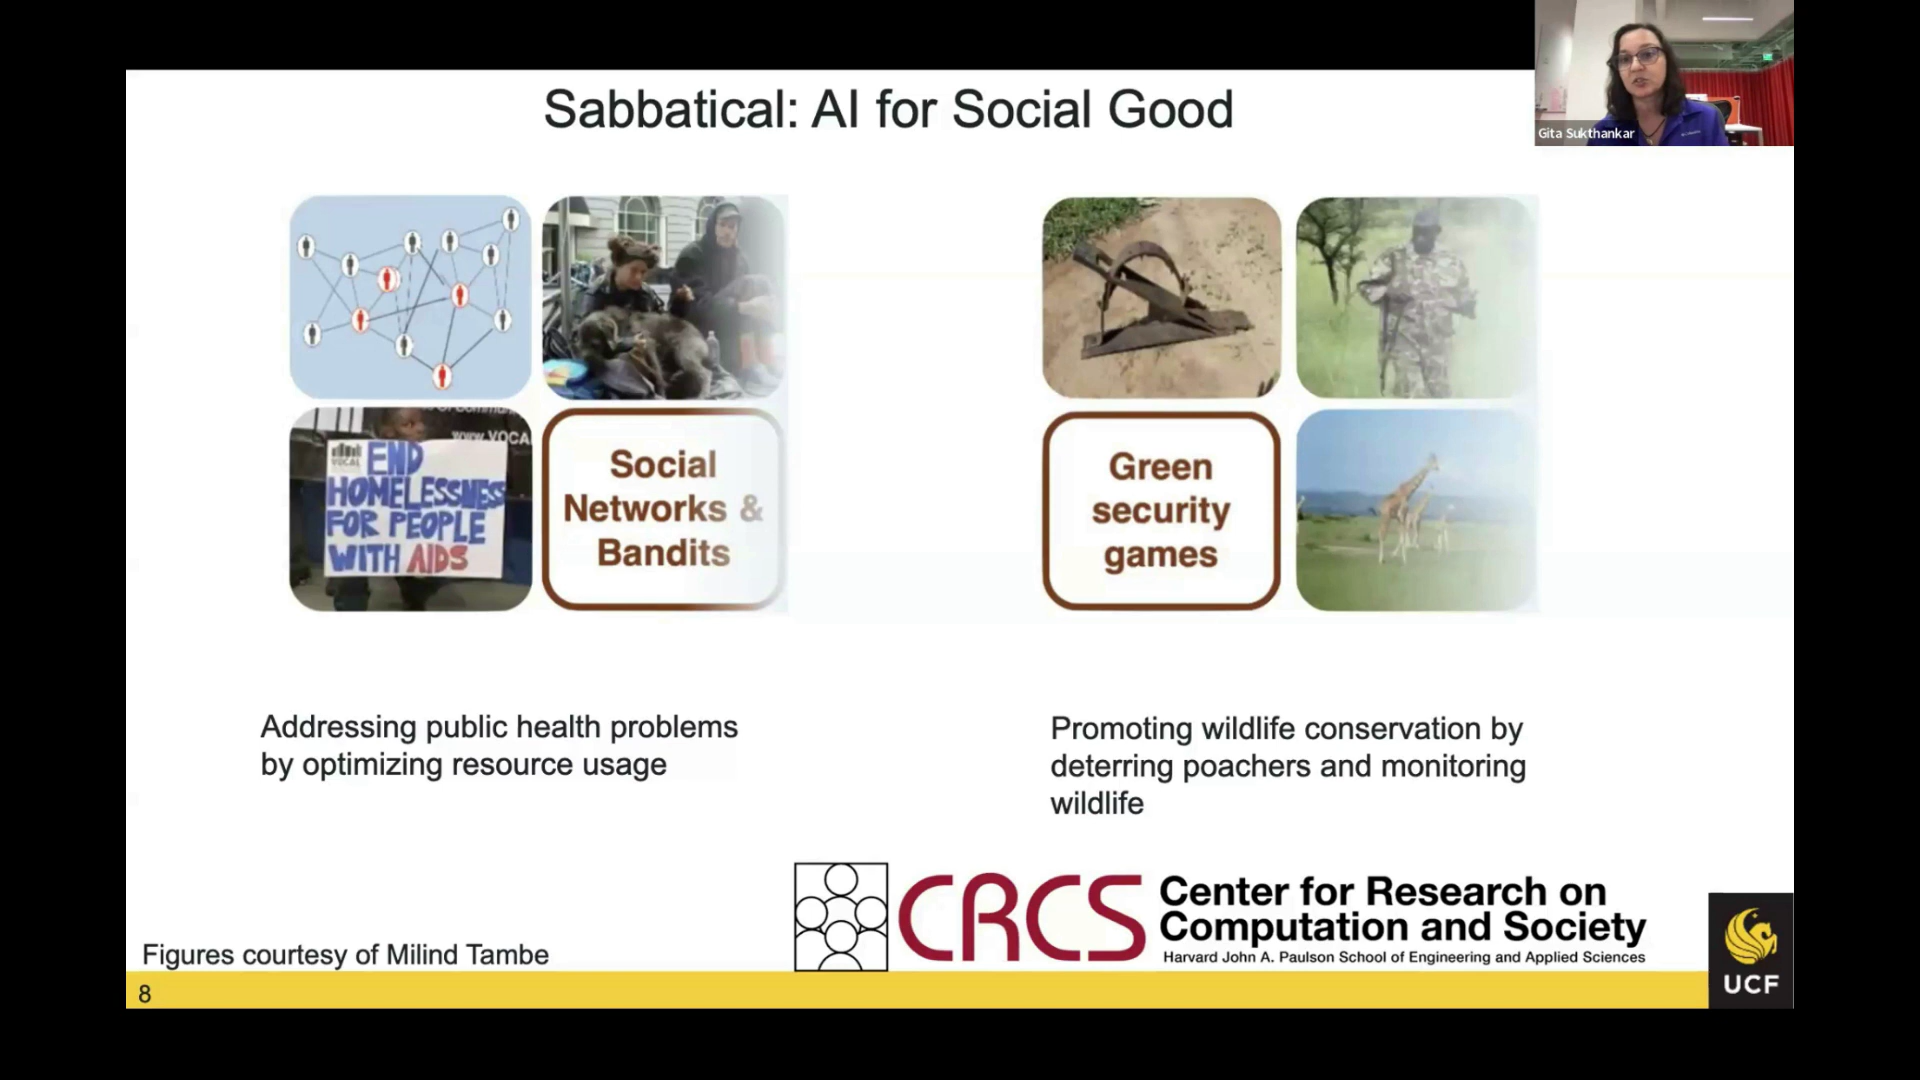 Sabbatical: AI for Social Good
Gita Sukthankar
www.VOCA
VOCAL
END
HOMELESSNESS
FOR PEOPLE
WITH AIDS
Social
Networks &
Bandits
Green
security
games
Addressing public health problems
by optimizing resource usage
Promoting wildlife conservation by
deterring poachers and monitoring
wildlife
Figures courtesy of Milind Tambe
CRCS
Center for Research on
Computation and Society
Harvard John A. Paulson School of Engineering and Applied Sciences
UCF
8